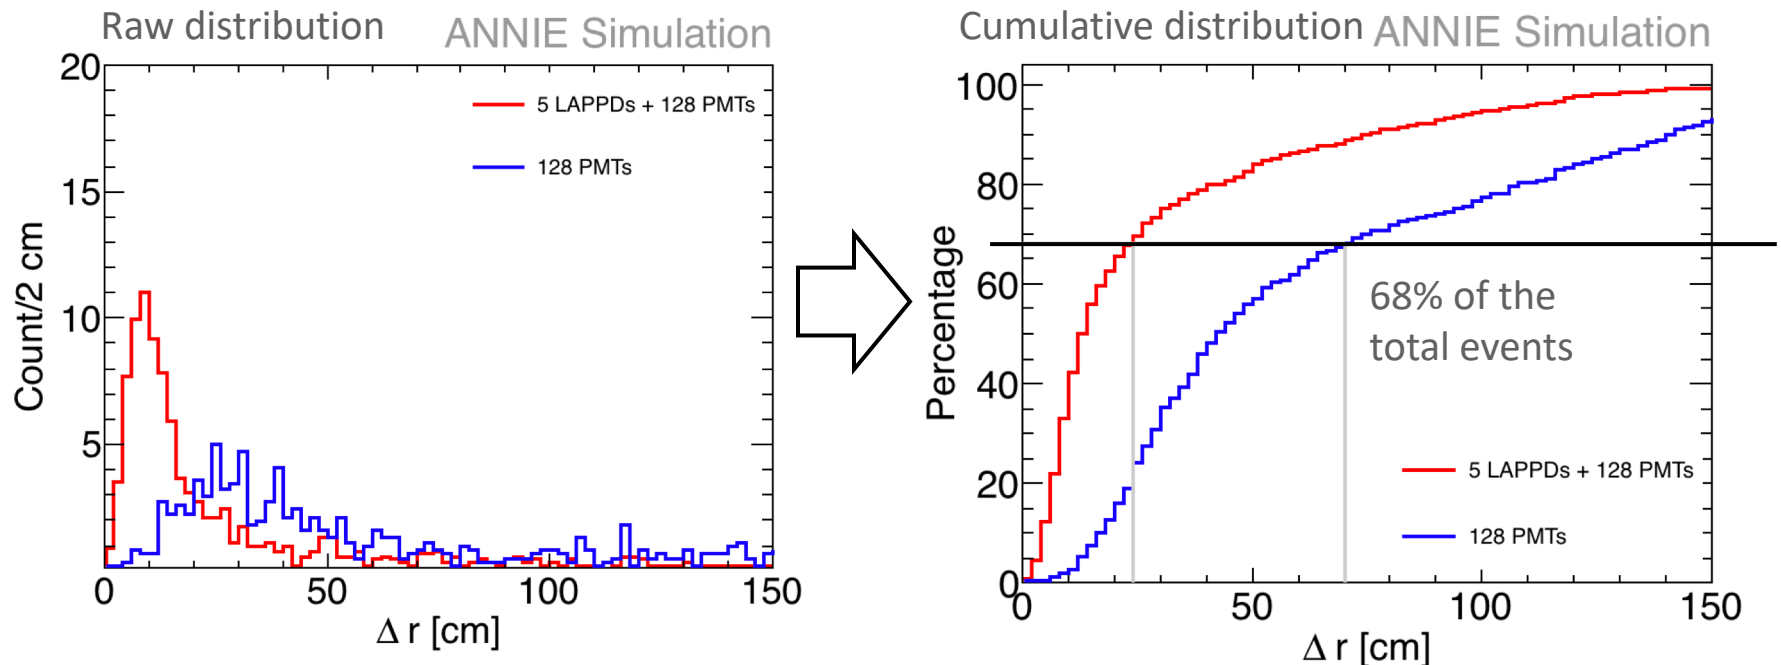 Raw distribution
ANNIE Simulation
20
15
10
5
0
50
100
150
Count/2 cm
Δ r [cm]
5 LAPPDs + 128 PMTs
128 PMTs
Cumulative distribution
ANNIE Simulation
100
80
60
40
20
0
0
50
100
150
Percentage
Δ r [cm]
68% of the
total events
5 LAPPDs + 128 PMTs
128 PMTs